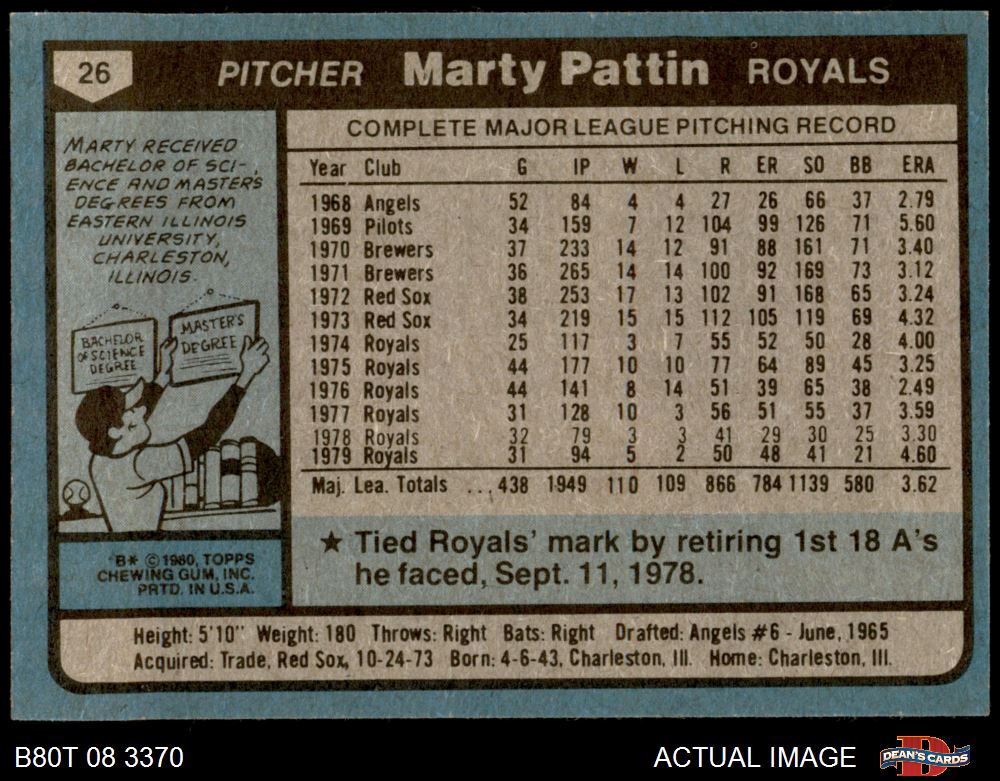 26 PITCHER Marty Pattin ROYALS
MARTY RECEIVED
BACHELOR OF SCI-
ENCE AND MASTERS
DEGREES FROM
EASTERN ILLINOIS
UNIVERSITY,
CHARLESTON,
ILLINOIS.
BACHELOR
OF SCIENCE
DEGREE
MASTER'S
DEGREE
B* © 1980, TOPPS
CHEWING GUM, INC.
PRTD. IN U.S.A.
COMPLETE MAJOR LEAGUE PITCHING RECORD
Year Club G IP W L R ER SO BB ERA
1968 Angels 52 84 4 4 27 26 66 37 2.79
1969 Pilots 34 159 7 12 104 99 126 71 5.60
1970 Brewers 37 233 14 12 91 88 161 71 3.40
1971 Brewers 36 265 14 14 100 92 169 73 3.12
1972 Red Sox 38 253 17 13 102 91 168 65 3.24
1973 Red Sox 34 219 15 15 112 105 119 69 4.32
1974 Royals 25 117 3 7 55 52 50 28 4.00
1975 Royals 44 177 10 10 77 64 89 45 3.25
1976 Royals 44 141 8 14 51 39 65 38 2.49
1977 Royals 31 128 10 3 56 51 55 37 3.59
1978 Royals 32 79 3 3 41 29 30 25 3.30
1979 Royals 31 94 5 2 50 48 41 21 4.60
Maj. Lea. Totals ...438 1949 110 109 866 784 1139 580 3.62
★ Tied Royals' mark by retiring 1st 18 A's
he faced, Sept. 11, 1978.
Height: 5'10" Weight: 180 Throws: Right Bats: Right Drafted: Angels #6 - June, 1965
Acquired: Trade, Red Sox, 10-24-73 Born: 4-6-43, Charleston, Ill. Home: Charleston, Ill.
B80T 08 3370 ACTUAL IMAGE DEAN'S CARDS